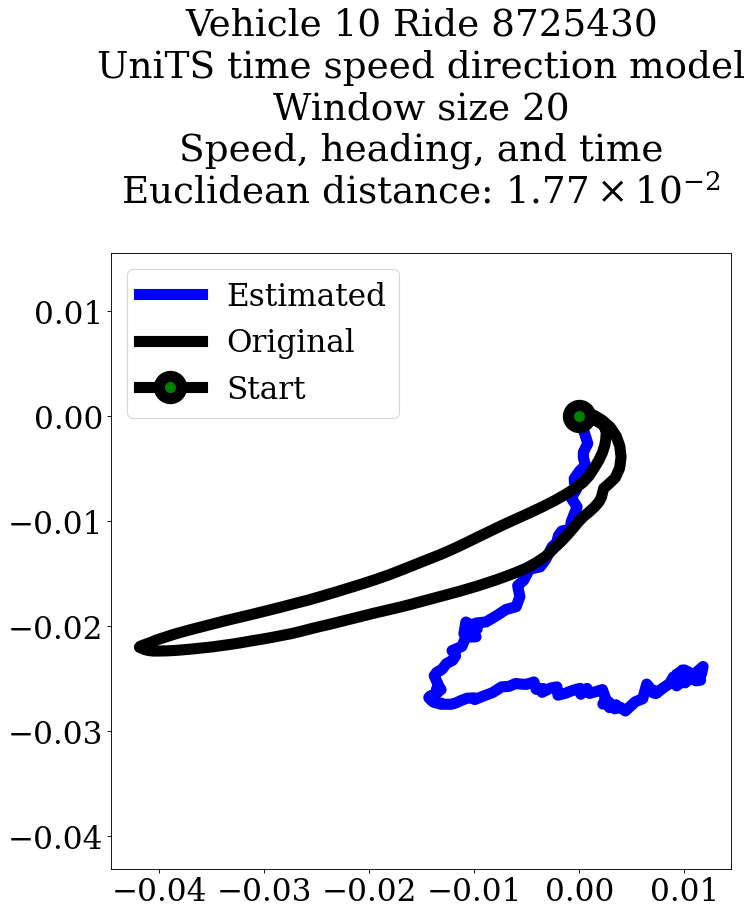 Vehicle 10 Ride 8725430
UniTS time speed direction model
Window size 20
Speed, heading, and time
Euclidean distance: 1.77 × 10⁻²
Estimated
Original
Start
0.01
0.00
−0.01
−0.02
−0.03
−0.04
−0.04 −0.03 −0.02 −0.01 0.00 0.01